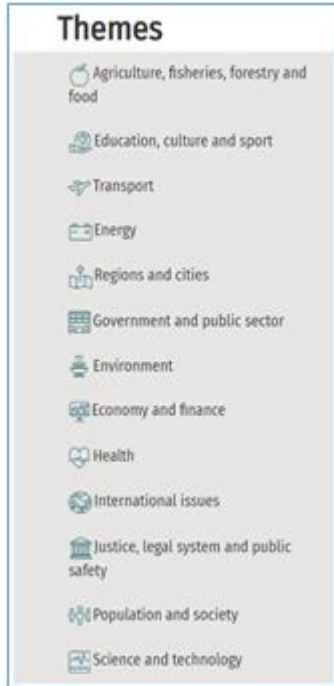 Themes
Agriculture, fisheries, forestry and
food
Education, culture and sport
Transport
Energy
Regions and cities
Government and public sector
Environment
Economy and finance
Health
International issues
Justice, legal system and public
safety
Population and society
Science and technology